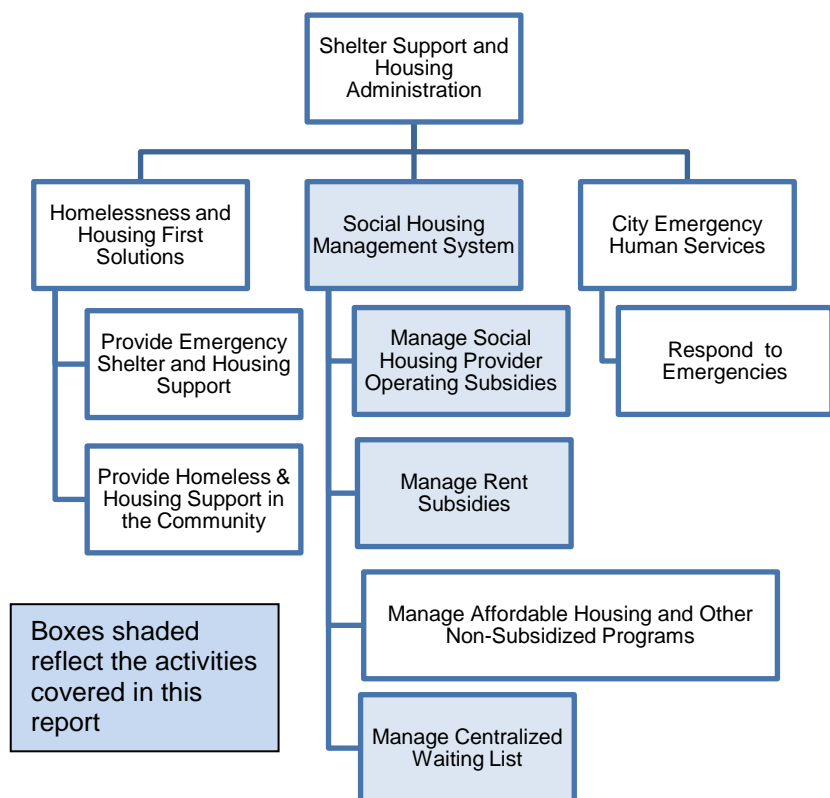 Shelter Support and
Housing
Administration
Homelessness and
Housing First
Solutions
Social Housing
Management System
City Emergency
Human Services
Provide Emergency
Shelter and Housing
Support
Manage Social
Housing Provider
Operating Subsidies
Respond to
Emergencies
Provide Homeless &
Housing Support in
the Community
Manage Rent
Subsidies
Manage Affordable Housing and Other
Non-Subsidized Programs
Manage Centralized
Waiting List
Boxes shaded
reflect the activities
covered in this
report